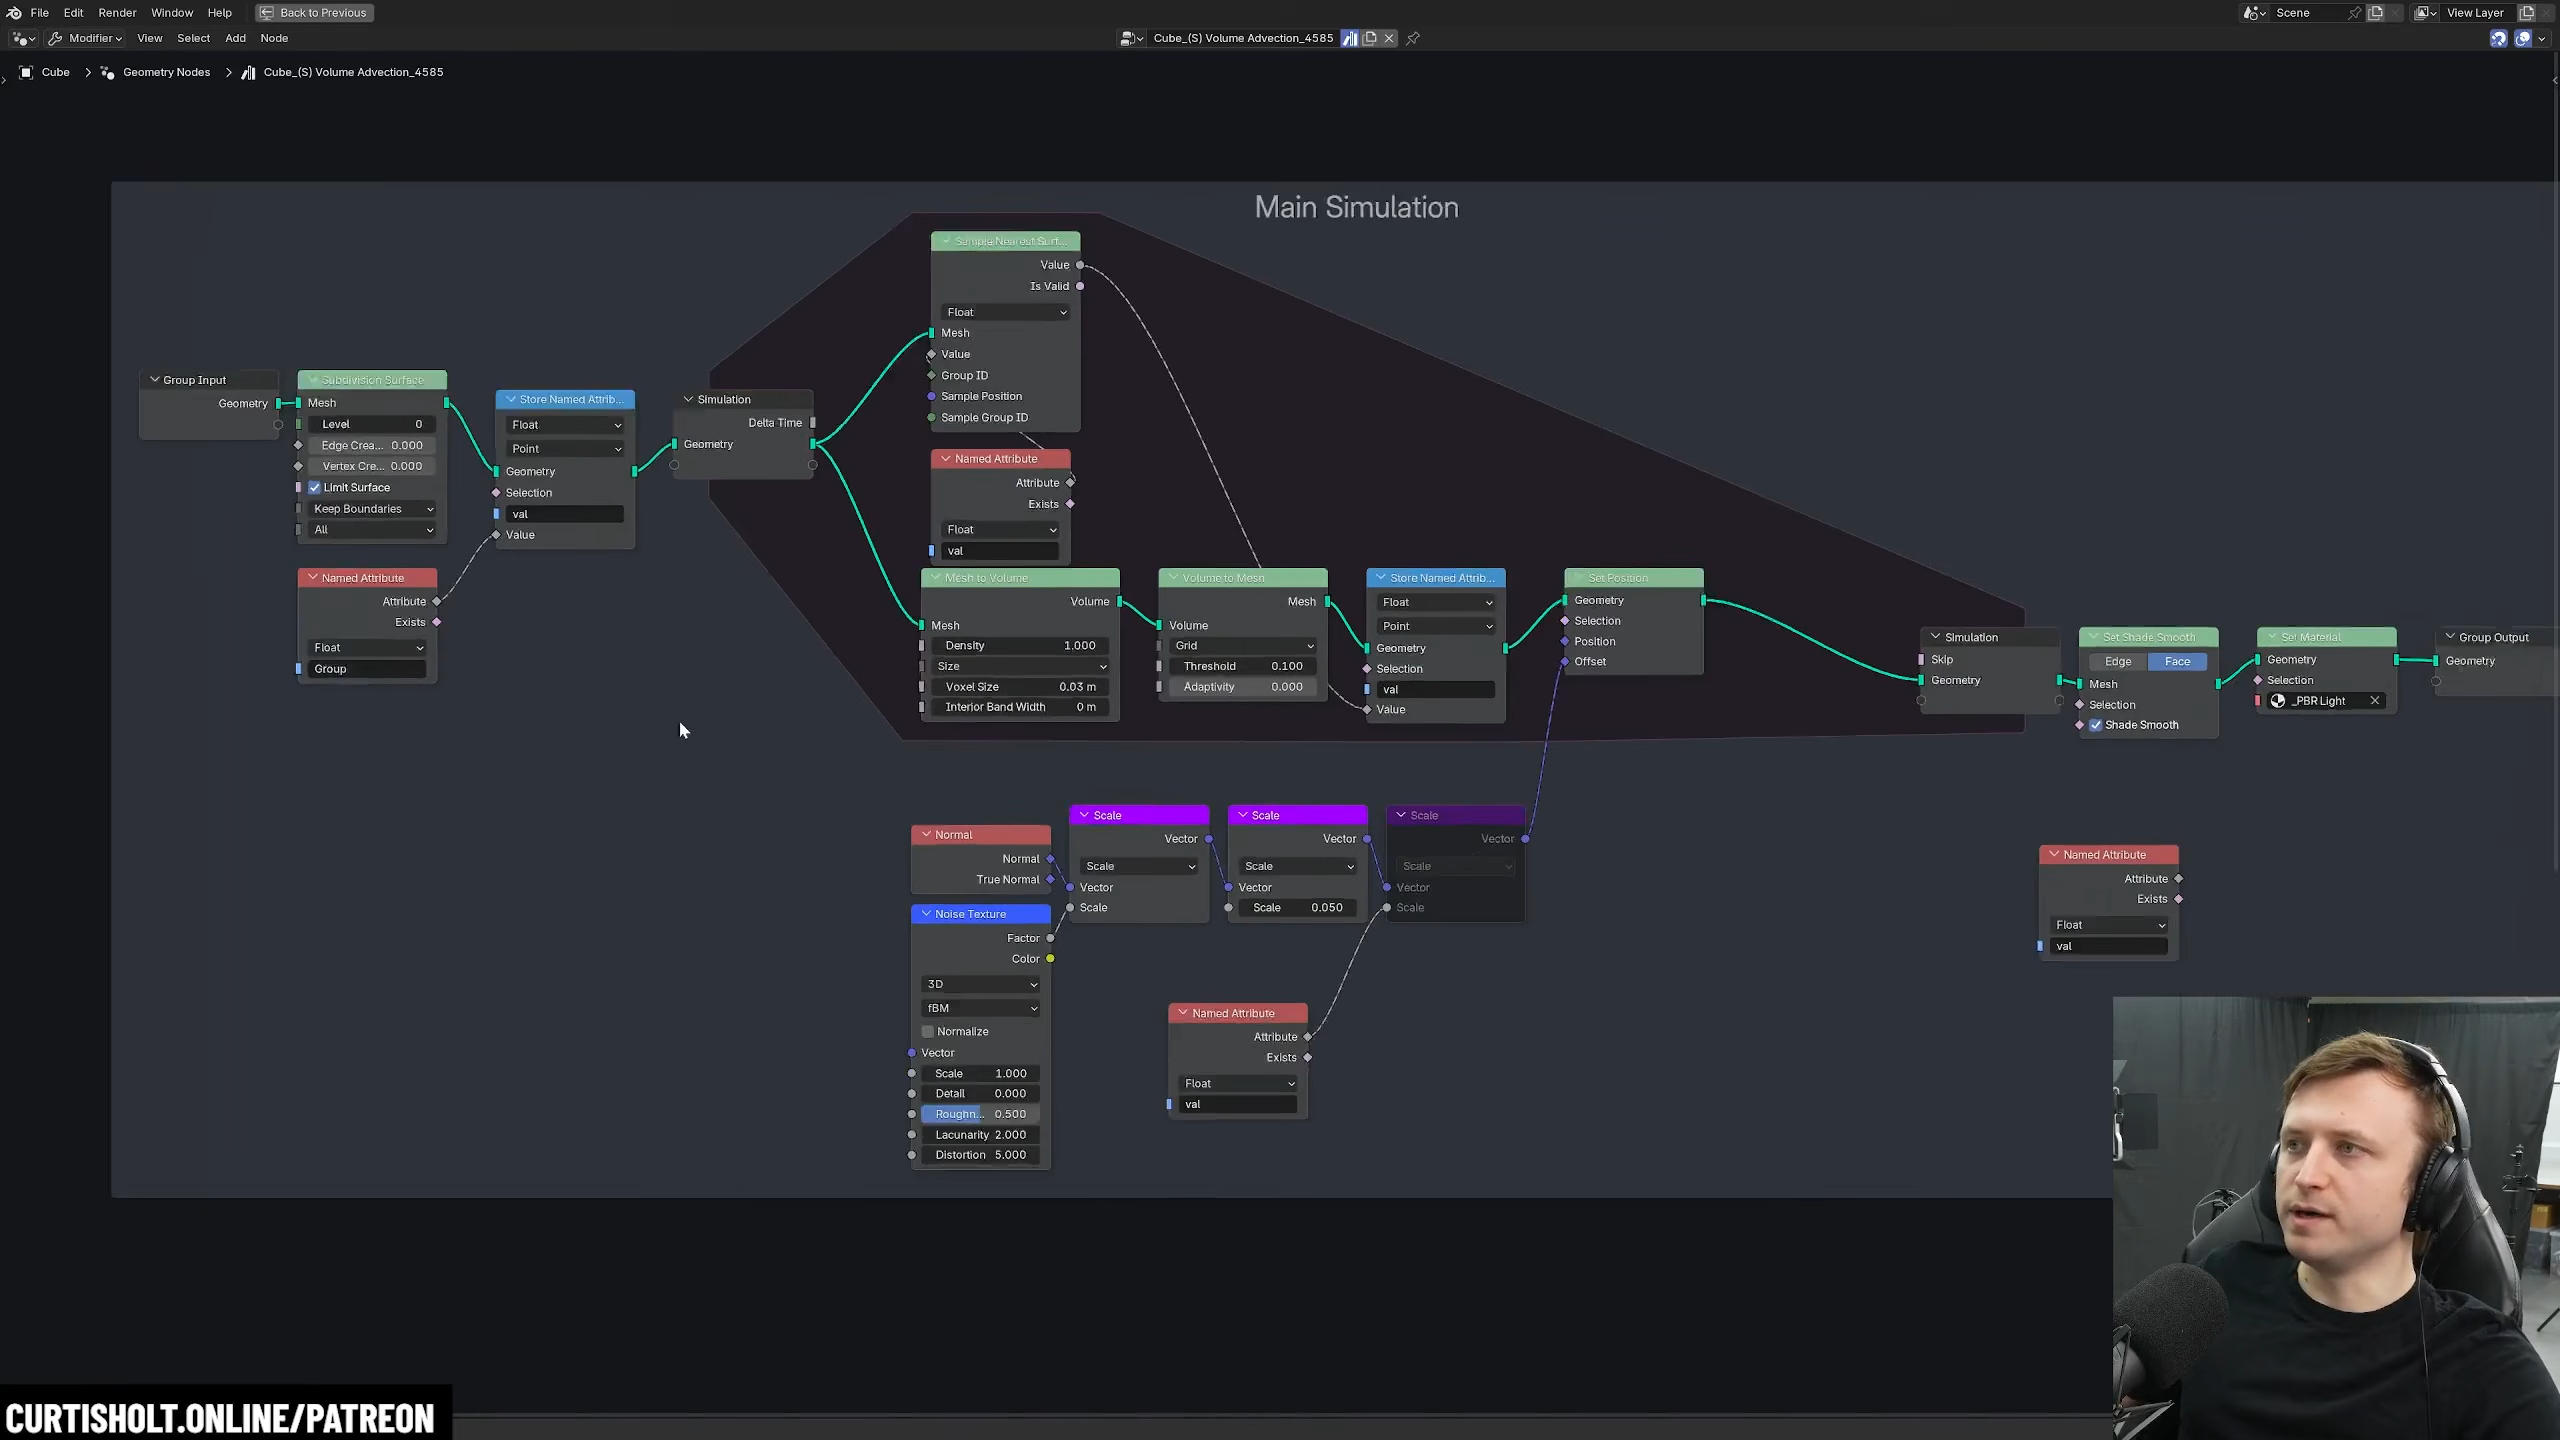 File Edit Render Window Help Back to Previous Scene View Layer
Modifier View Select Add Node Cube_(S) Volume Advection_4585
Cube > Geometry Nodes > Cube_(S) Volume Advection_4585
Main Simulation
Group Input
Geometry
Subdivision Surface
Mesh
Level 0
Edge Crea... 0.000
Vertex Cre... 0.000
Limit Surface
Keep Boundaries
All
Named Attribute
Attribute
Exists
Float
Group
Store Named Attrib...
Float
Point
Geometry
Selection
val
Value
Simulation
Delta Time
Geometry
Sample Nearest Surf...
Value
Is Valid
Float
Mesh
Value
Group ID
Sample Position
Sample Group ID
Named Attribute
Attribute
Exists
Float
val
Mesh to Volume
Volume
Mesh
Density 1.000
Size
Voxel Size 0.03 m
Interior Band Width 0 m
Volume to Mesh
Mesh
Volume
Grid
Threshold 0.100
Adaptivity 0.000
Store Named Attrib...
Float
Point
Geometry
Selection
val
Value
Set Position
Geometry
Selection
Position
Offset
Simulation
Skip
Geometry
Set Shade Smooth
Edge Face
Mesh
Selection
Shade Smooth
Set Material
Geometry
Selection
_PBR Light
Group Output
Geometry
Normal
Normal
True Normal
Noise Texture
Factor
Color
3D
fBM
Normalize
Vector
Scale 1.000
Detail 0.000
Roughn... 0.500
Lacunarity 2.000
Distortion 5.000
Scale
Vector
Scale
Vector
Scale
Scale
Vector
Scale
Vector
Scale 0.050
Scale
Vector
Scale
Vector
Scale
Named Attribute
Attribute
Exists
Float
val
Named Attribute
Attribute
Exists
Float
val
CURTISHOLT.ONLINE/PATREON